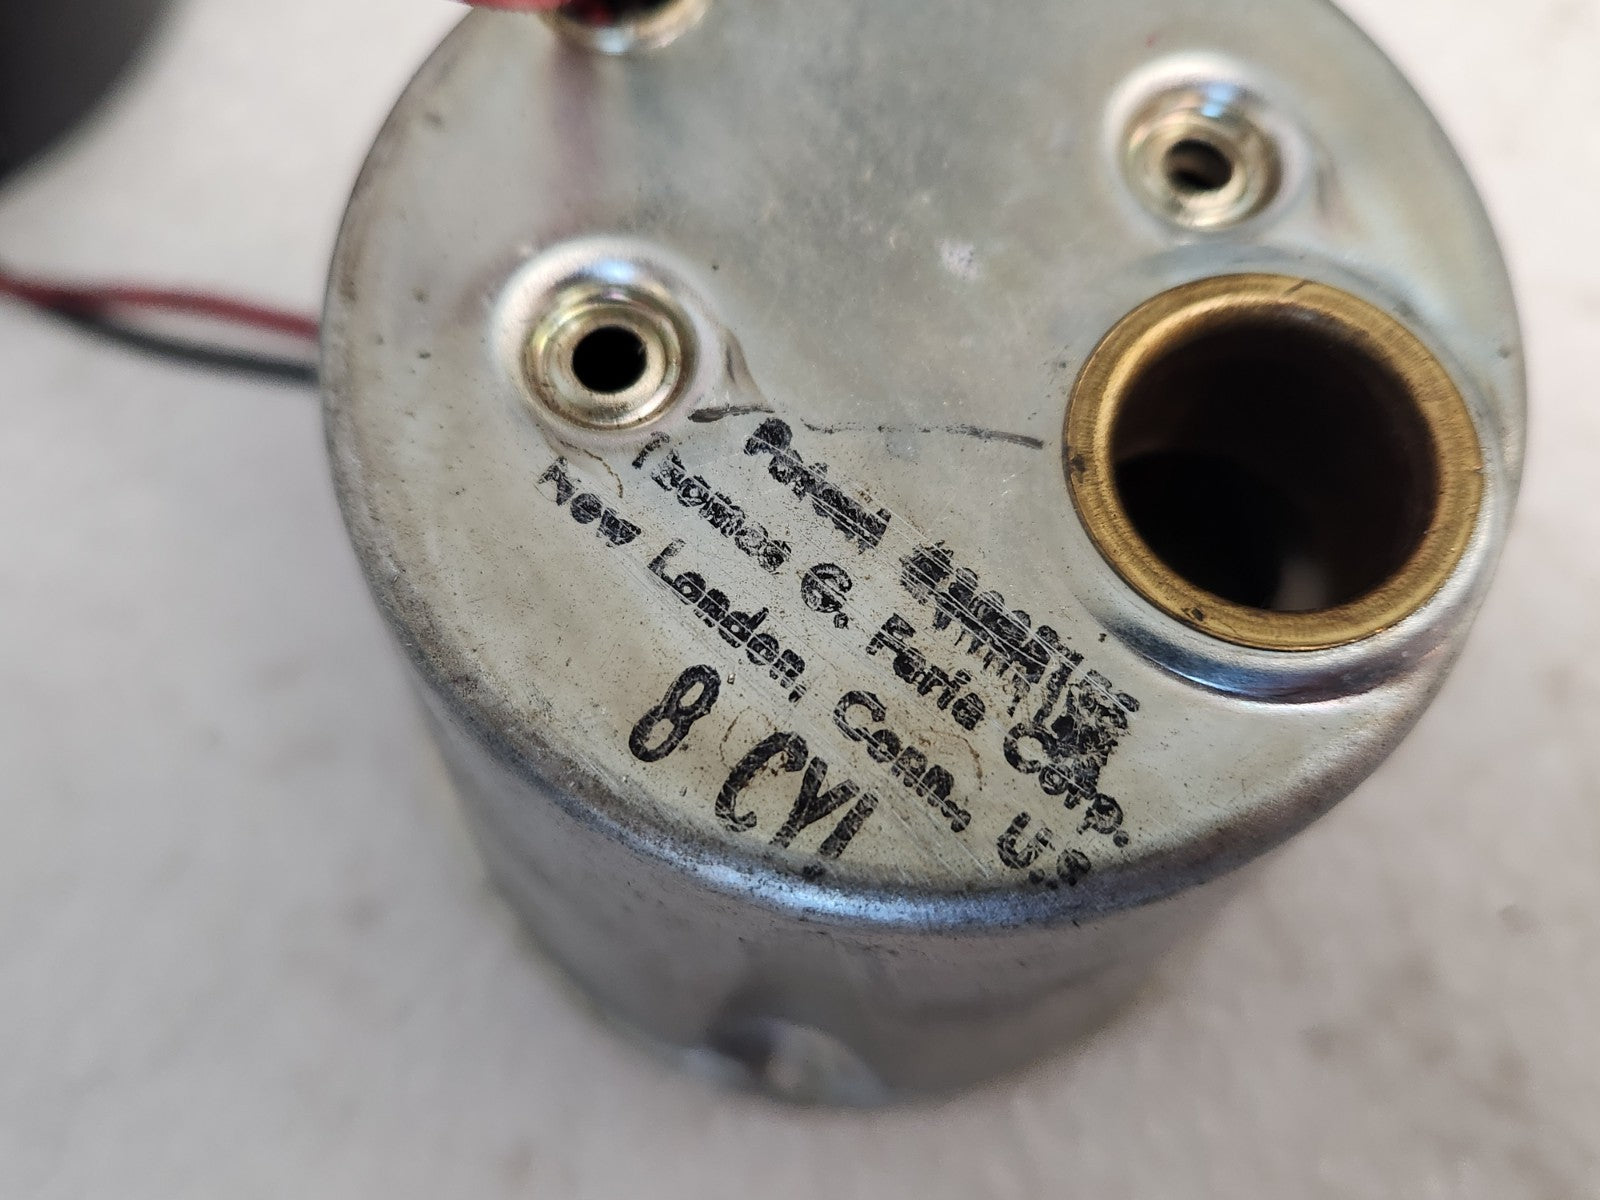 Patent
Thomas G. Faria Corp.
New London, Conn. U.S.
8 CYL